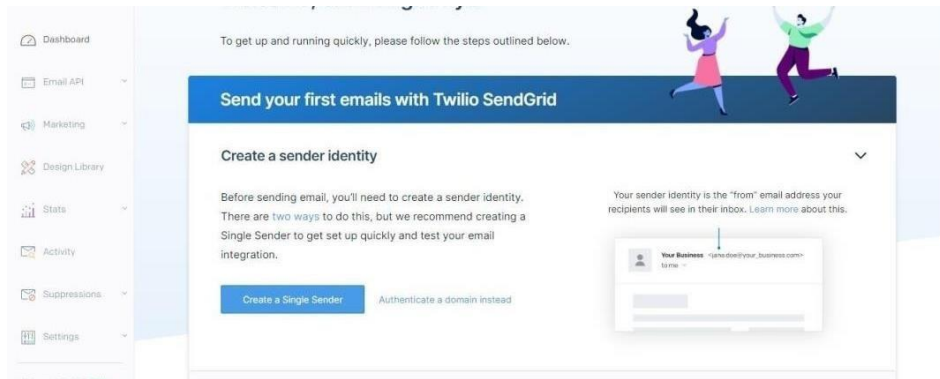 Dashboard
Email API
Marketing
Design Library
Stats
Activity
Suppressions
Settings
To get up and running quickly, please follow the steps outlined below.
Send your first emails with Twilio SendGrid
Create a sender identity
Before sending email, you'll need to create a sender identity.
There are two ways to do this, but we recommend creating a
Single Sender to get set up quickly and test your email
integration.
Create a Single Sender
Authenticate a domain instead
Your sender identity is the "from" email address your
recipients will see in their inbox. Learn more about this.
Your Business <jane.doe@your_business.com>
to me